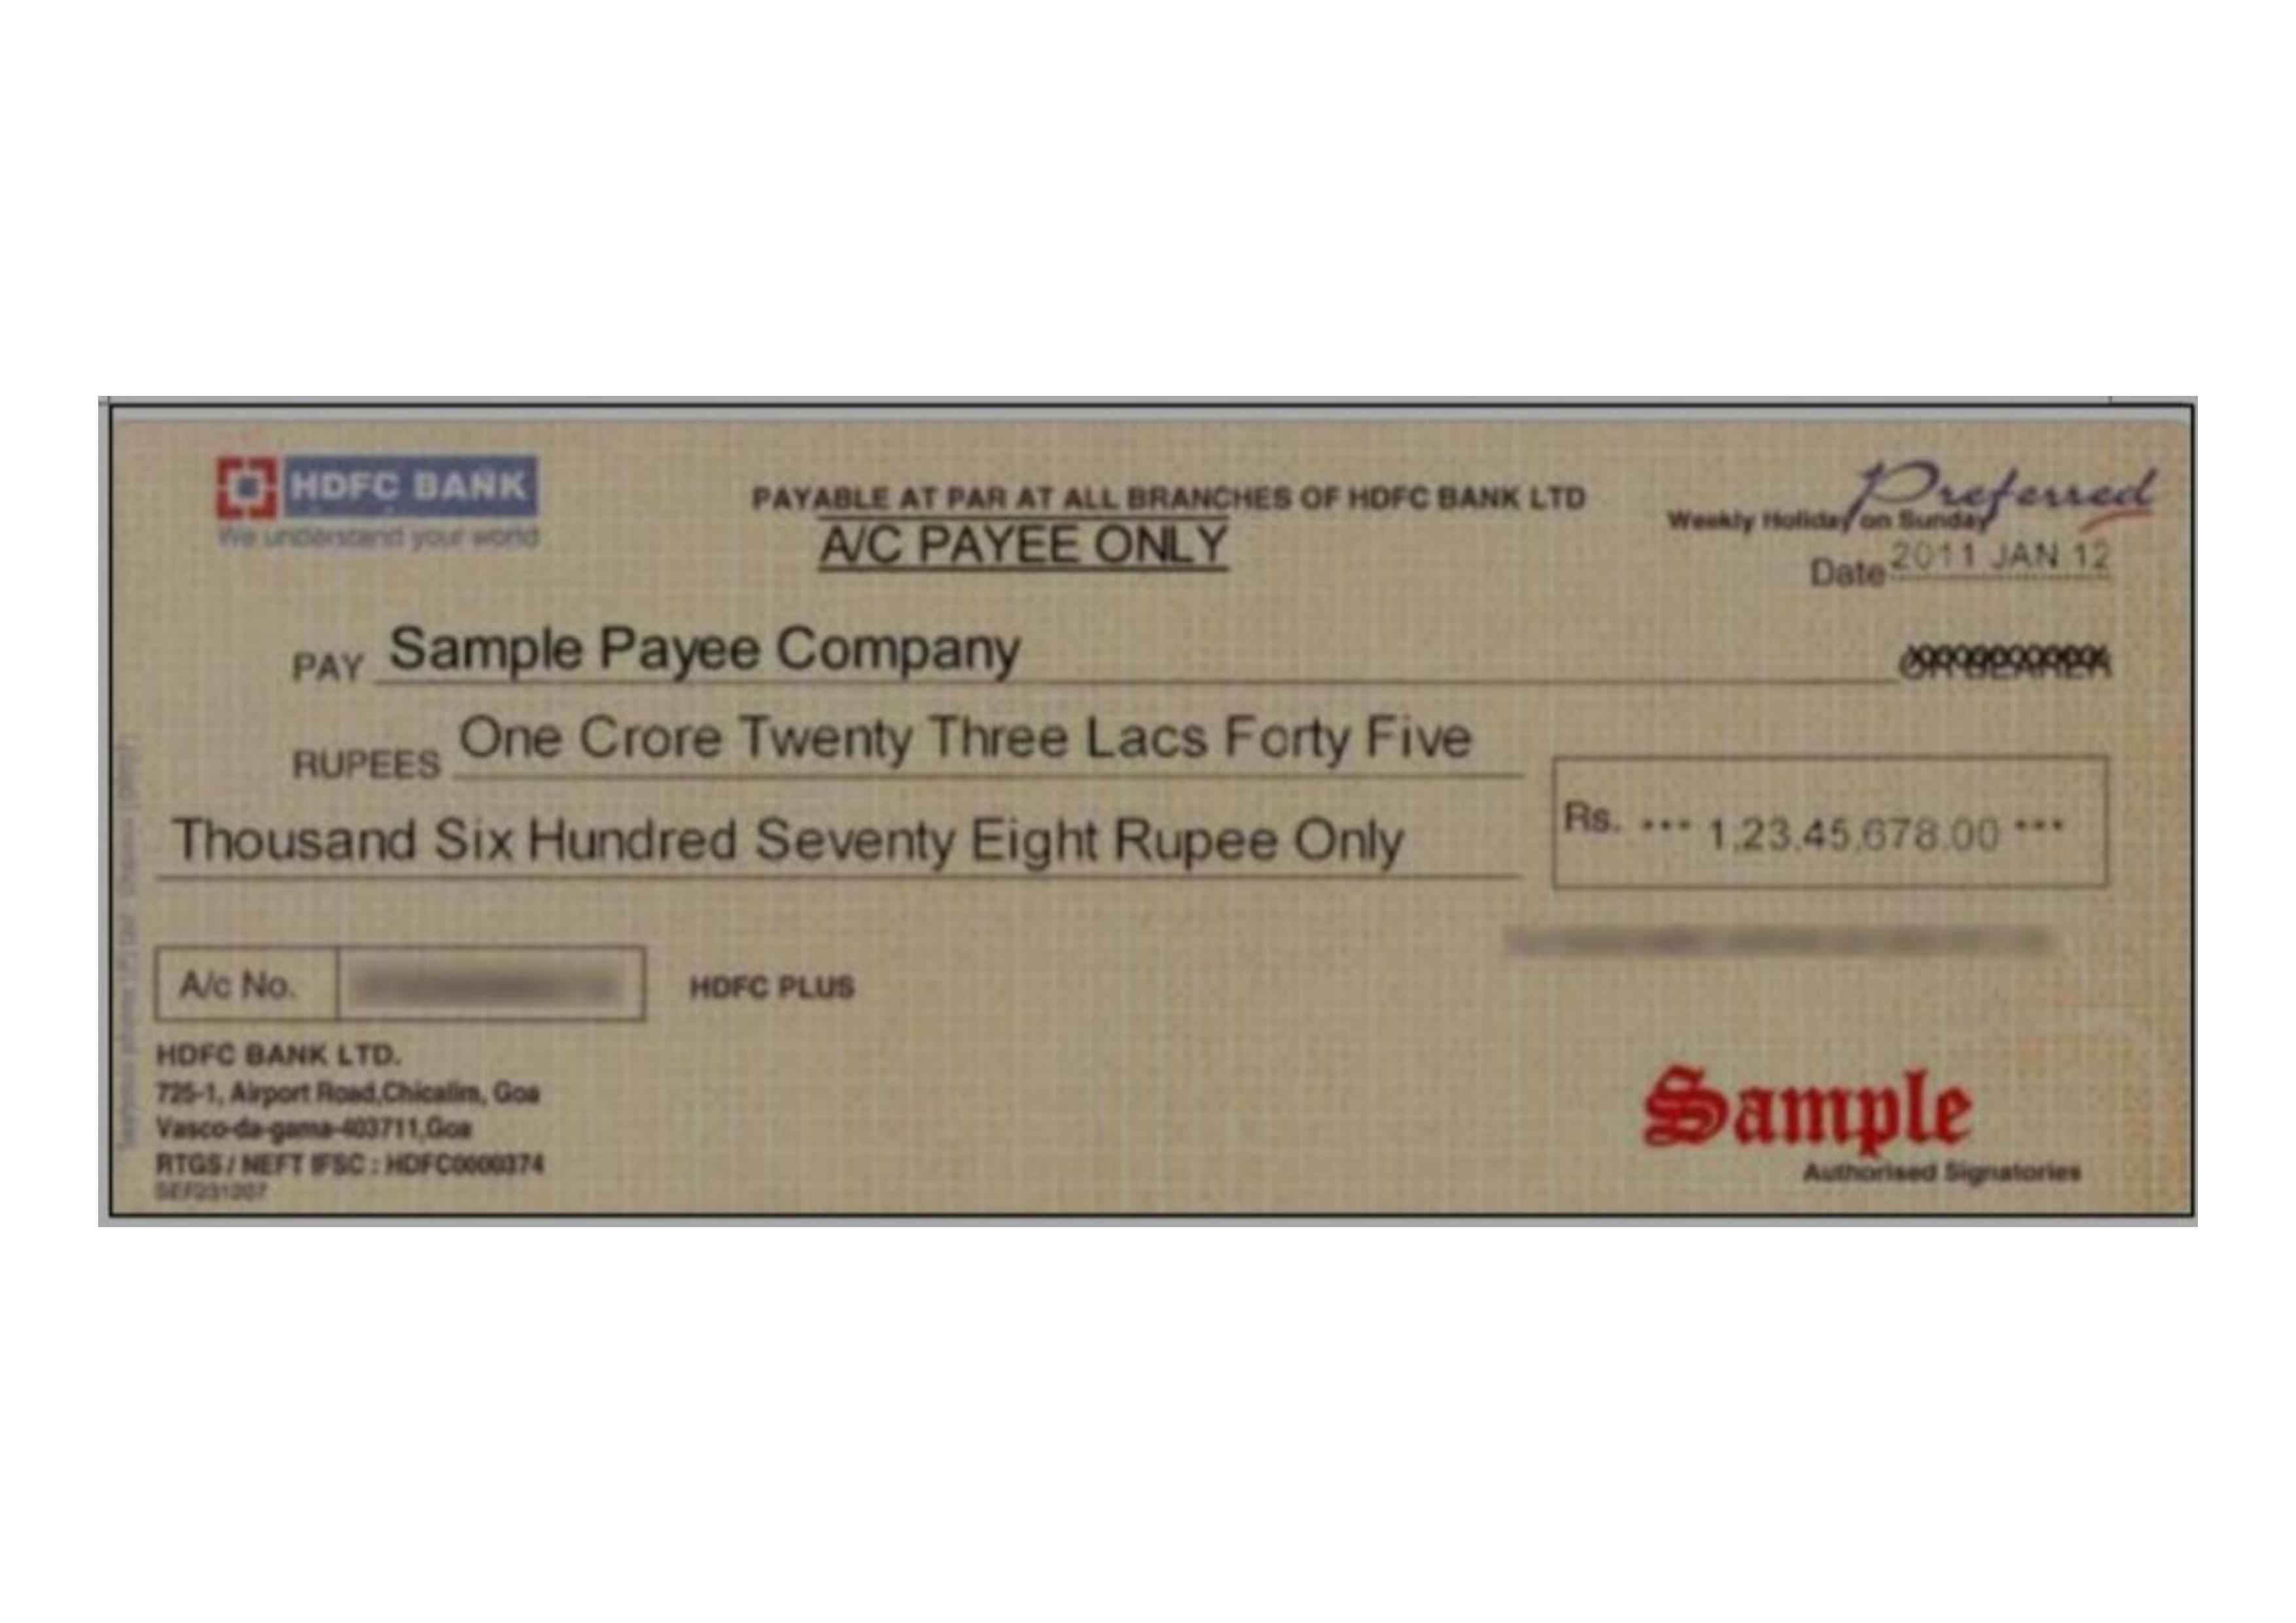 HDFC BANK
We understand your world
PAYABLE AT PAR AT ALL BRANCHES OF HDFC BANK LTD
A/C PAYEE ONLY
Preferred
Weekly Holiday on Sunday
Date 2011 JAN 12
PAY Sample Payee Company
OR BEARER
RUPEES One Crore Twenty Three Lacs Forty Five
Thousand Six Hundred Seventy Eight Rupee Only
Rs. *** 1,23,45,678.00 ***
A/c No.
HDFC PLUS
HDFC BANK LTD.
725-1, Airport Road,Chicalim, Goa
Vasco-da-gama-403711,Goa
RTGS / NEFT IFSC : HDFC0000374
Sample
Authorised Signatories